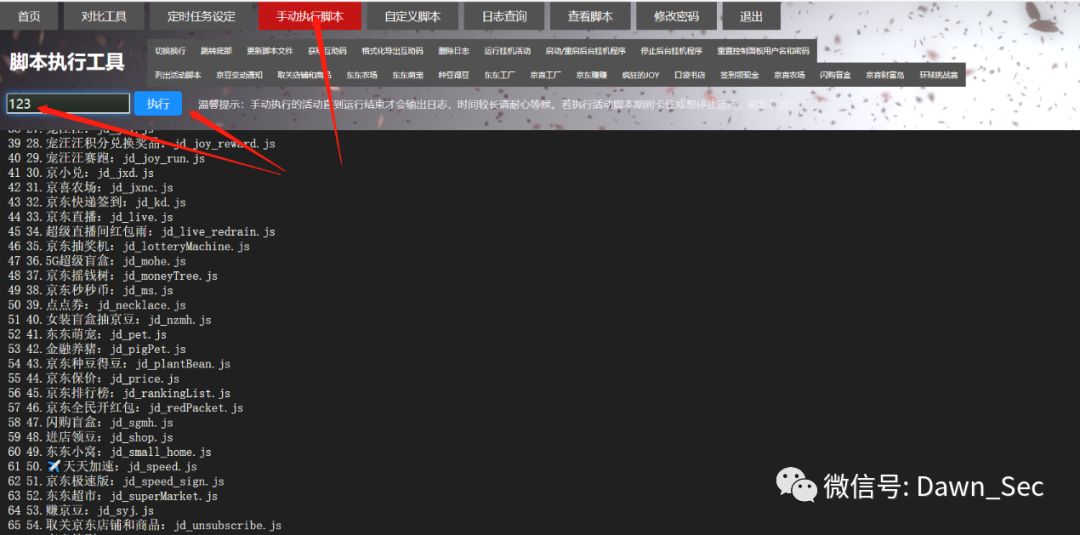 首页 对比工具 定时任务设定 手动执行脚本 自定义脚本 日志查询 查看脚本 修改密码 退出
脚本执行工具
切换换行 跳转底部 更新脚本文件 获取互助码 格式化导出互助码 删除日志 运行挂机活动 启动/重启后台挂机程序 停止后台挂机程序 重置控制面板用户名和密码
列出活动脚本 京豆变动通知 取关店铺和商品 东东农场 东东萌宠 种豆得豆 东东工厂 京喜工厂 京东赚赚 疯狂的JOY 口袋书店 签到领现金 京喜农场 闪购盲盒 京喜财富岛 环球挑战赛
123 执行 温馨提示：手动执行的活动直到运行结束才会输出日志，时间较长请耐心等候。若执行活动脚本期间卡住或想停止运行，
39 28.宠汪汪积分兑换奖品：jd_joy_reward.js
40 29.宠汪汪赛跑：jd_joy_run.js
41 30.京小兑：jd_jxd.js
42 31.京喜农场：jd_jxnc.js
43 32.京东快递签到：jd_kd.js
44 33.京东直播：jd_live.js
45 34.超级直播间红包雨：jd_live_redrain.js
46 35.京东抽奖机：jd_lotteryMachine.js
47 36.5G超级盲盒：jd_mohe.js
48 37.京东摇钱树：jd_moneyTree.js
49 38.京东秒秒币：jd_ms.js
50 39.点点券：jd_necklace.js
51 40.女装盲盒抽京豆：jd_nzmh.js
52 41.东东萌宠：jd_pet.js
53 42.金融养猪：jd_pigPet.js
54 43.京东种豆得豆：jd_plantBean.js
55 44.京东保价：jd_price.js
56 45.京东排行榜：jd_rankingList.js
57 46.京东全民开红包：jd_redPacket.js
58 47.闪购盲盒：jd_sgmh.js
59 48.进店领豆：jd_shop.js
60 49.东东小窝：jd_small_home.js
61 50.✈️天天加速：jd_speed.js
62 51.京东极速版：jd_speed_sign.js
63 52.东东超市：jd_superMarket.js
64 53.赚京豆：jd_syj.js
65 54.取关京东店铺和商品：jd_unsubscribe.js
微信号: Dawn_Sec